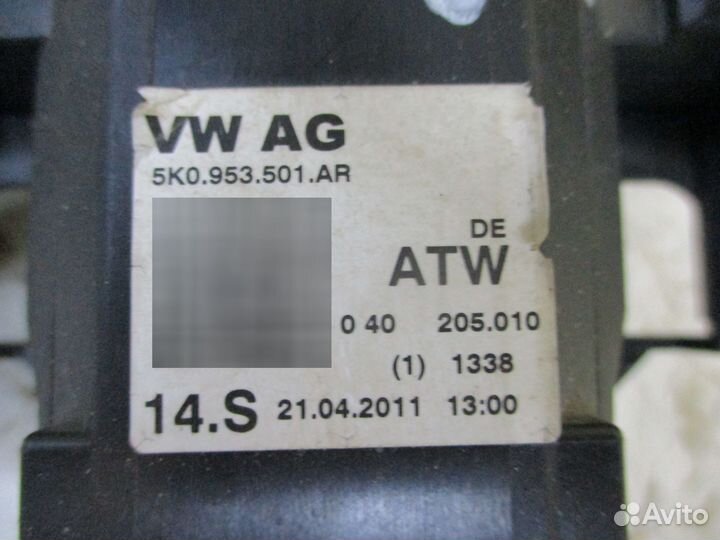 VW AG
5K0.953.501.AR
DE
ATW
0 40 205.010
(1) 1338
14.S 21.04.2011 13:00
Avito